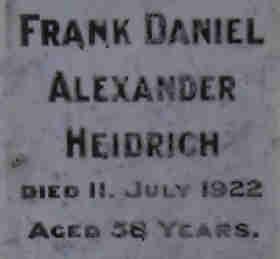 FRANK DANIEL
ALEXANDER
HEIDRICH
DIED 11. JULY 1922
AGED 56 YEARS.